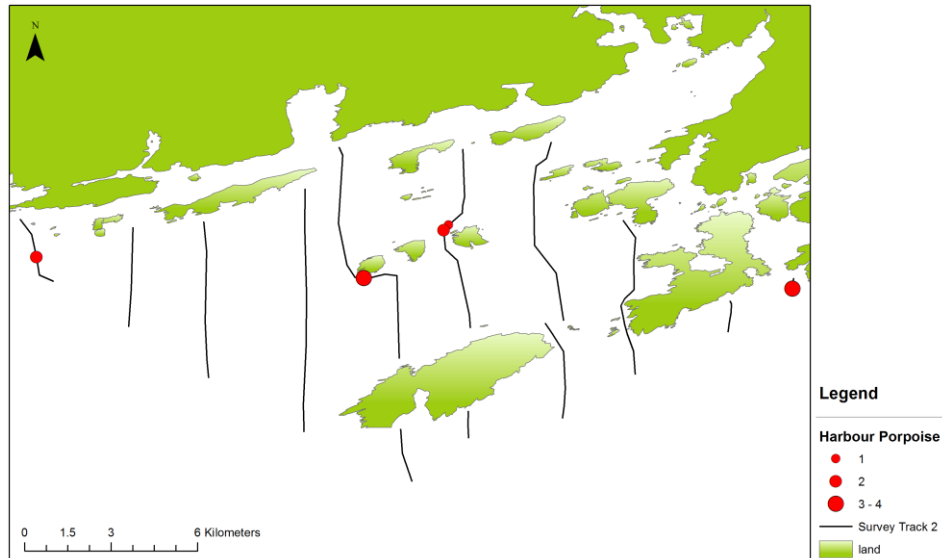 N
Legend
Harbour Porpoise
1
2
3 - 4
Survey Track 2
land
0 1.5 3 6 Kilometers